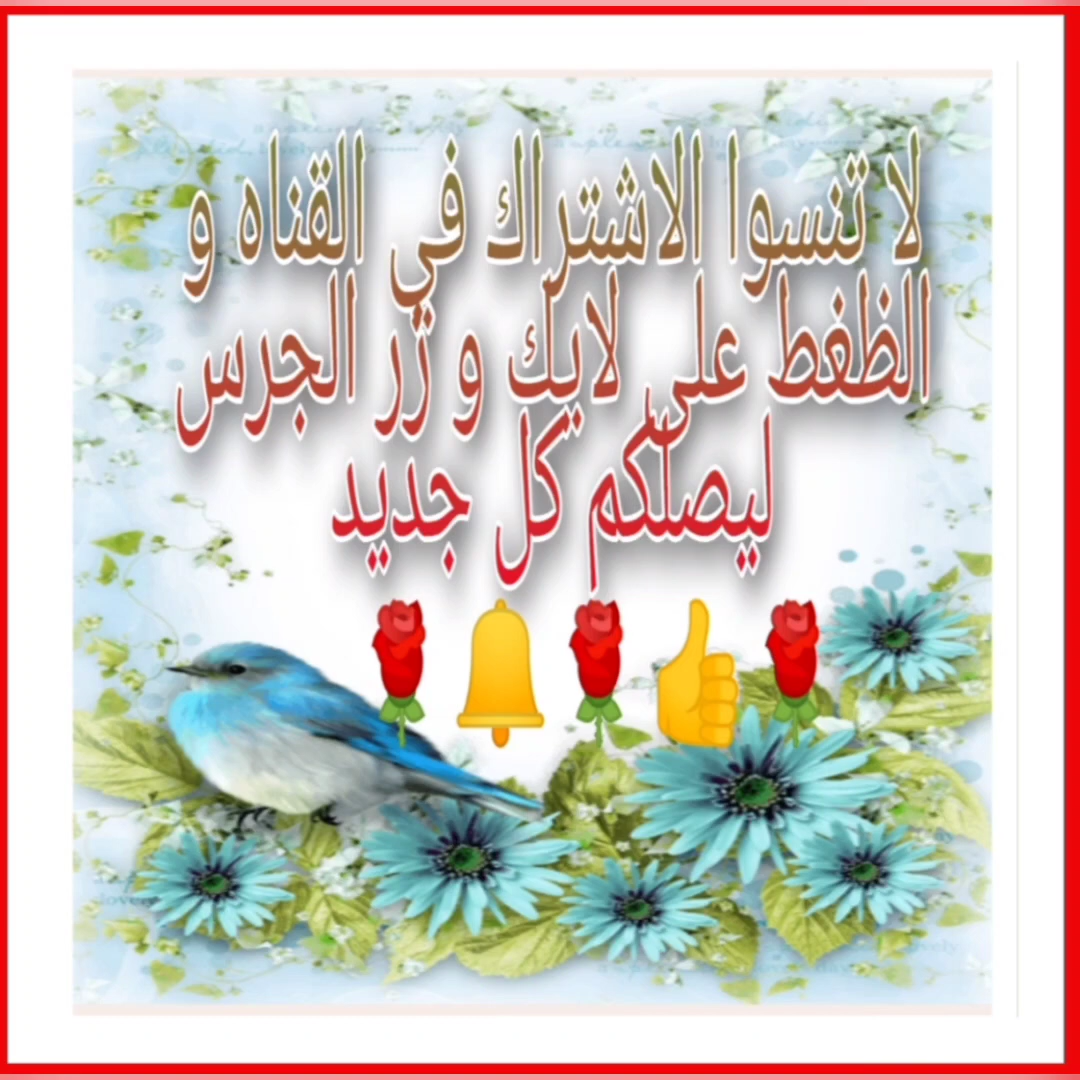 لا تنسوا الاشتراك في القناه و
الظغط على لايك و زر الجرس
ليصلكم كل جديد